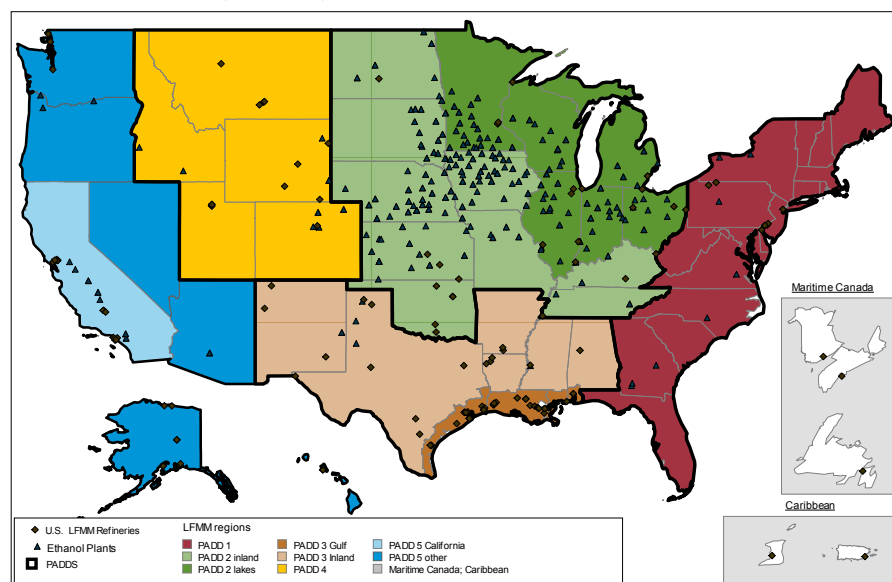 Maritime Canada
Caribbean
U.S. LFMM Refineries
Ethanol Plants
PADDS
LFMM regions
PADD 1
PADD 2 inland
PADD 2 lakes
PADD 3 Gulf
PADD 3 Inland
PADD 4
PADD 5 California
PADD 5 other
Maritime Canada; Caribbean